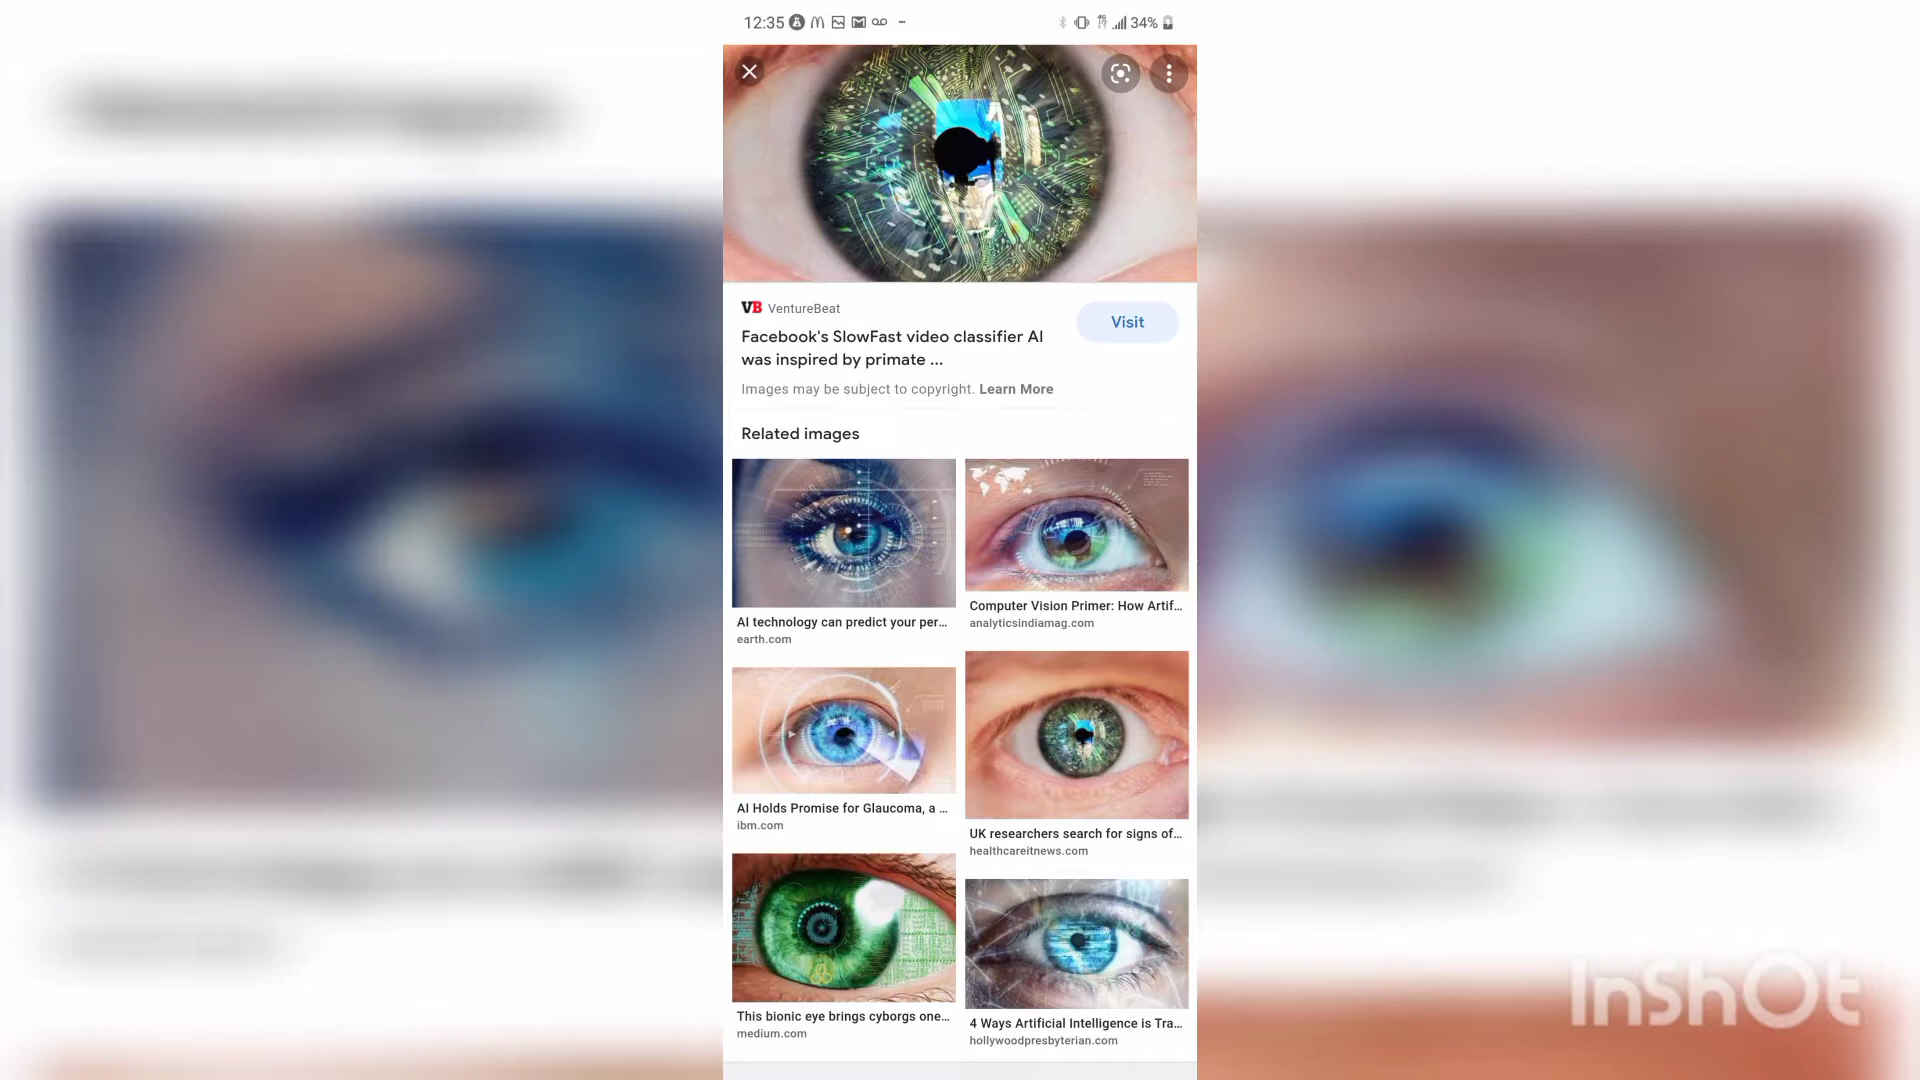 12:35
34%
VB VentureBeat
Visit
Facebook's SlowFast video classifier AI
was inspired by primate ...
Images may be subject to copyright. Learn More
Related images
AI technology can predict your per...
earth.com
Computer Vision Primer: How Artif...
analyticsindiamag.com
AI Holds Promise for Glaucoma, a ...
ibm.com
UK researchers search for signs of...
healthcareitnews.com
This bionic eye brings cyborgs one...
medium.com
4 Ways Artificial Intelligence is Tra...
hollywoodpresbyterian.com
InShOt